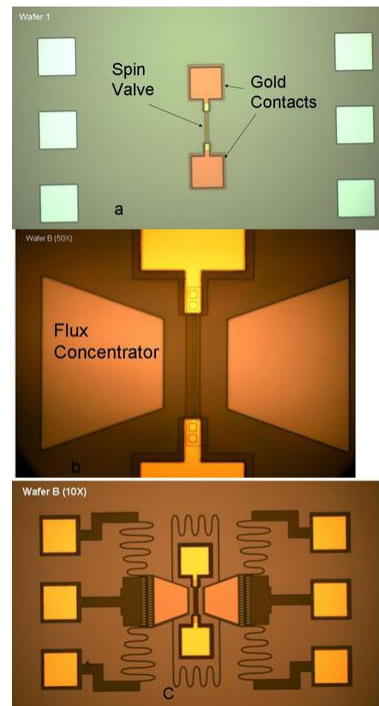 Wafer 1
Spin
Valve
Gold
Contacts
a
Wafer B (50X)
Flux
Concentrator
b
Wafer B (10X)
C